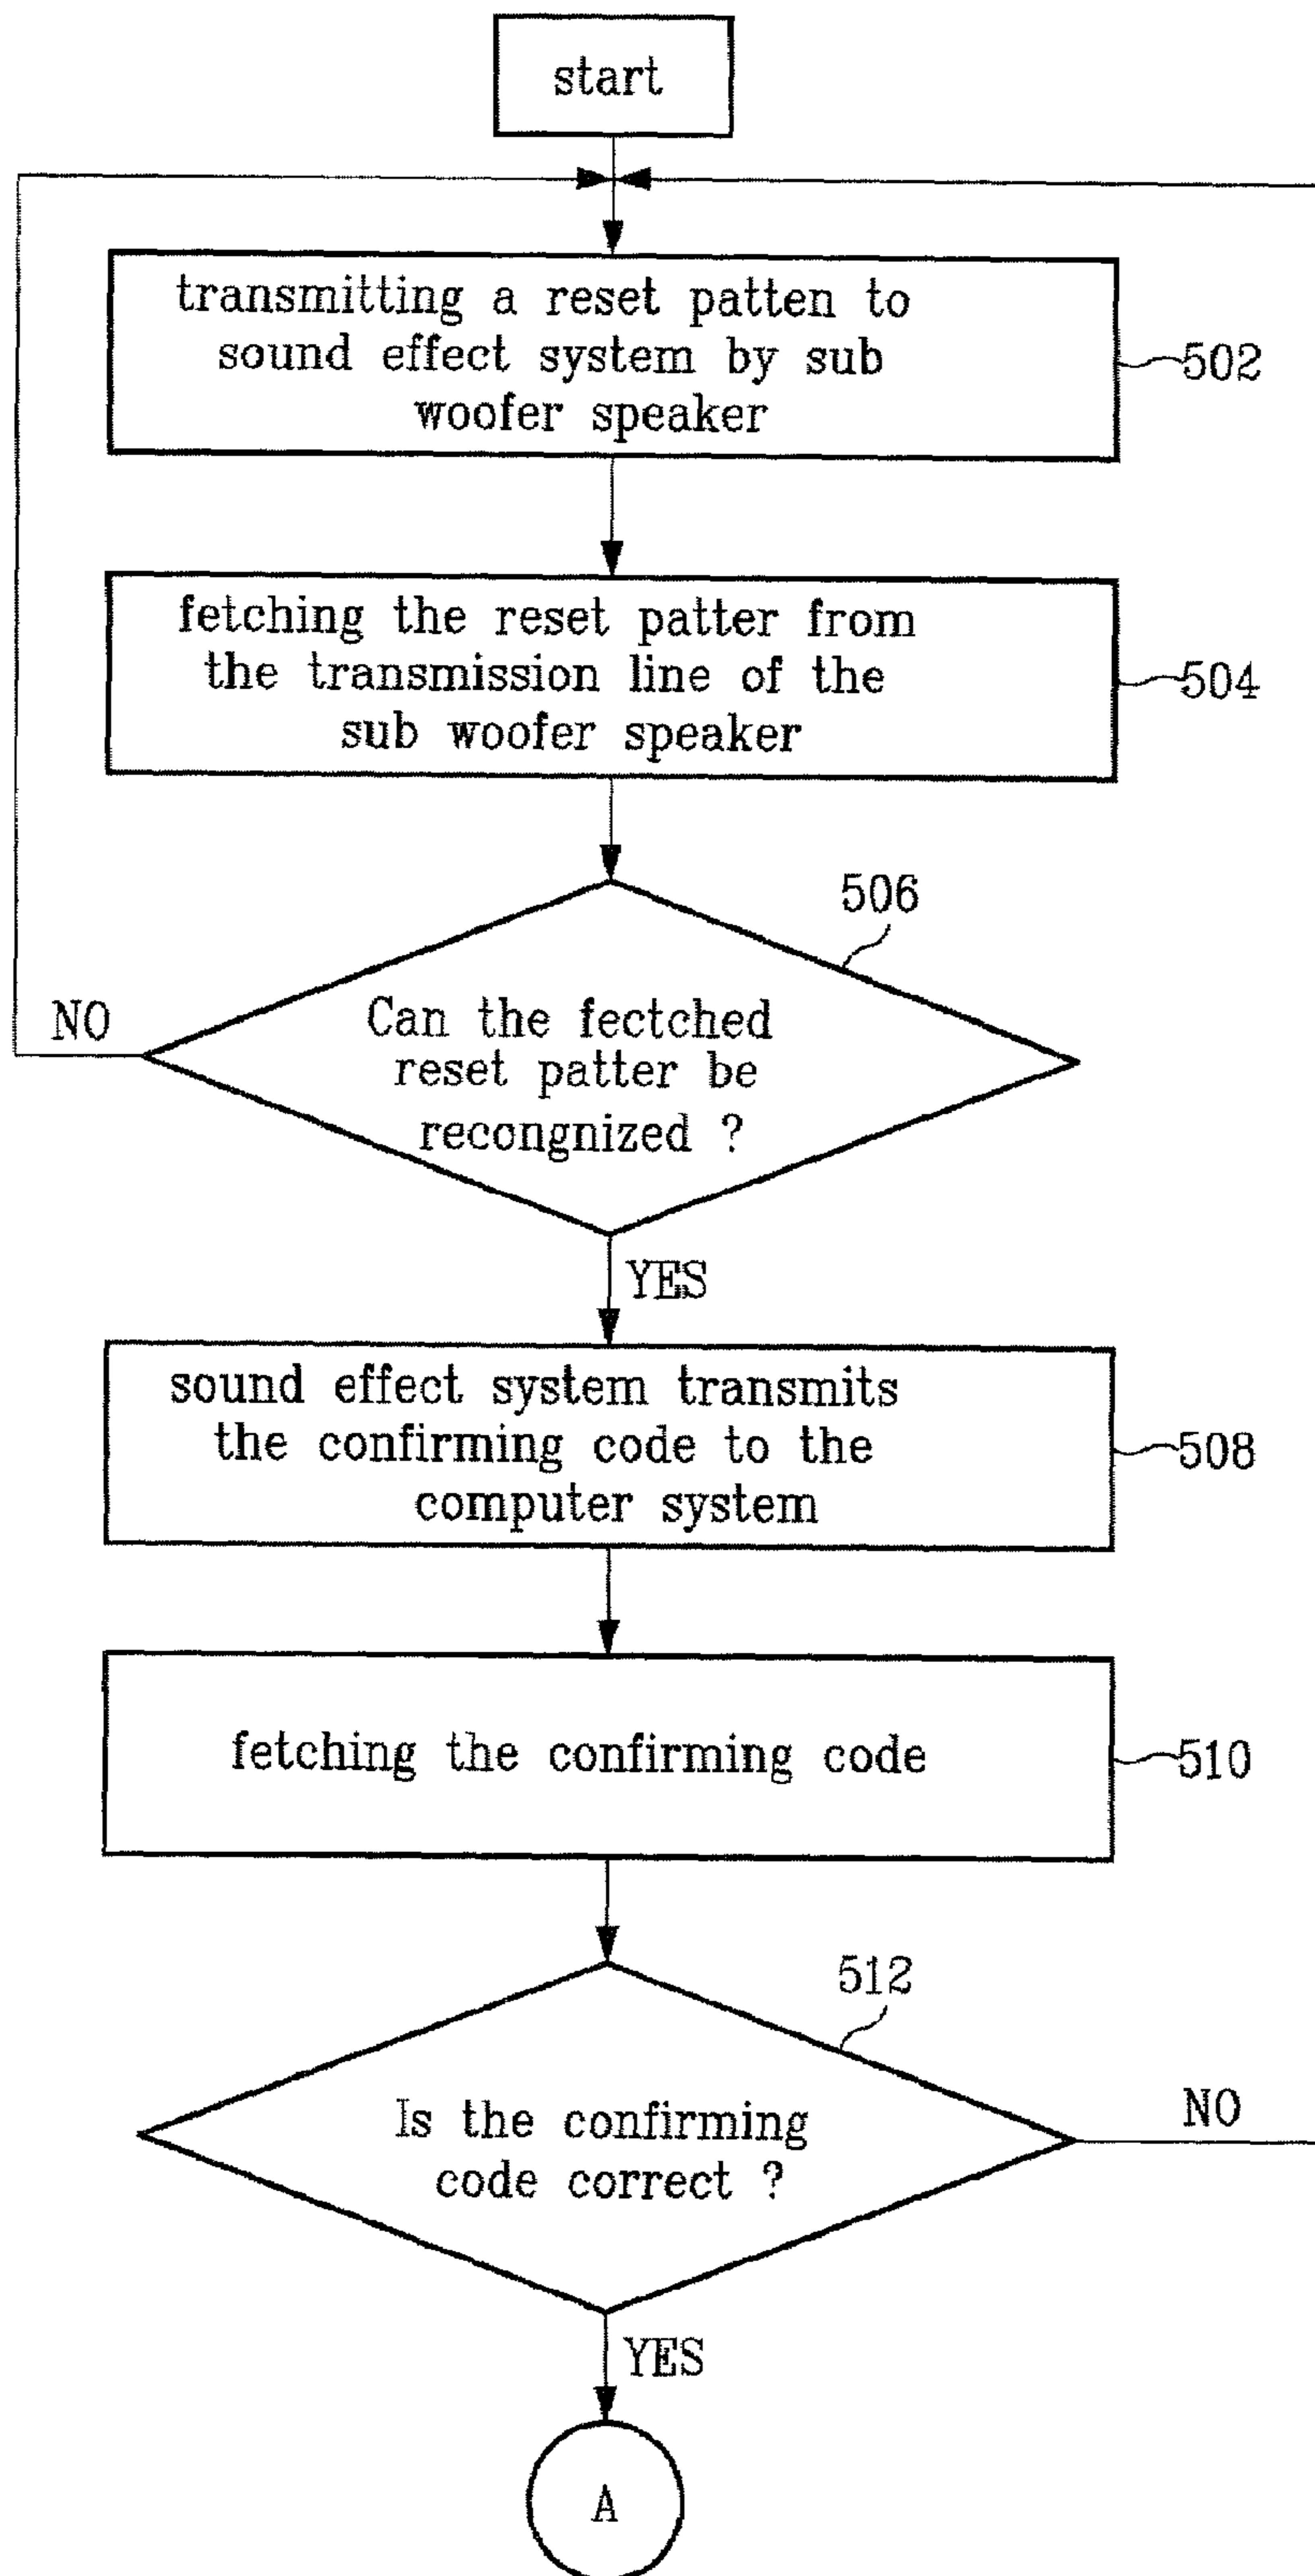 start
transmitting a reset patten to
sound effect system by sub
woofer speaker
502
fetching the reset patter from
the transmission line of the
sub woofer speaker
504
506
NO
Can the fectched
reset patter be
recongnized ?
YES
sound effect system transmits
the confirming code to the
computer system
508
fetching the confirming code
510
512
Is the confirming
code correct ?
NO
YES
A